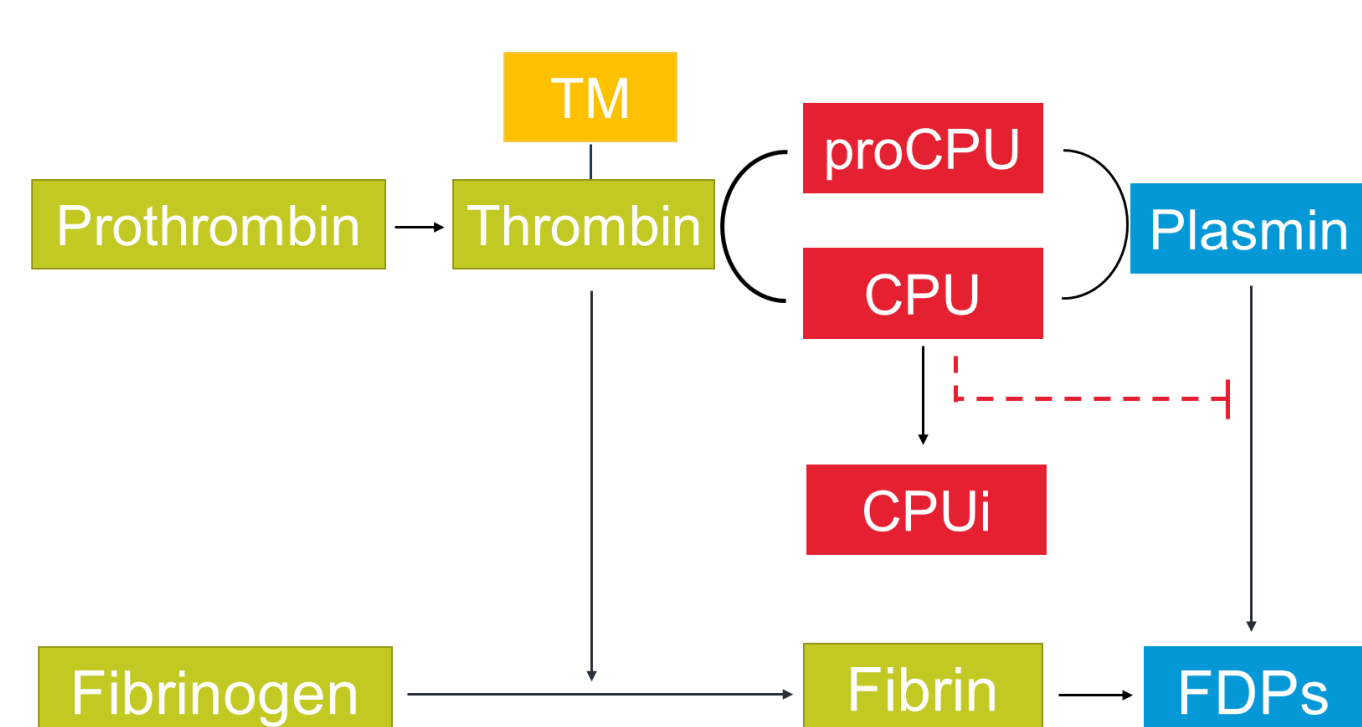 TM
proCPU
Prothrombin
Thrombin
Plasmin
CPU
CPUi
Fibrinogen
Fibrin
FDPs